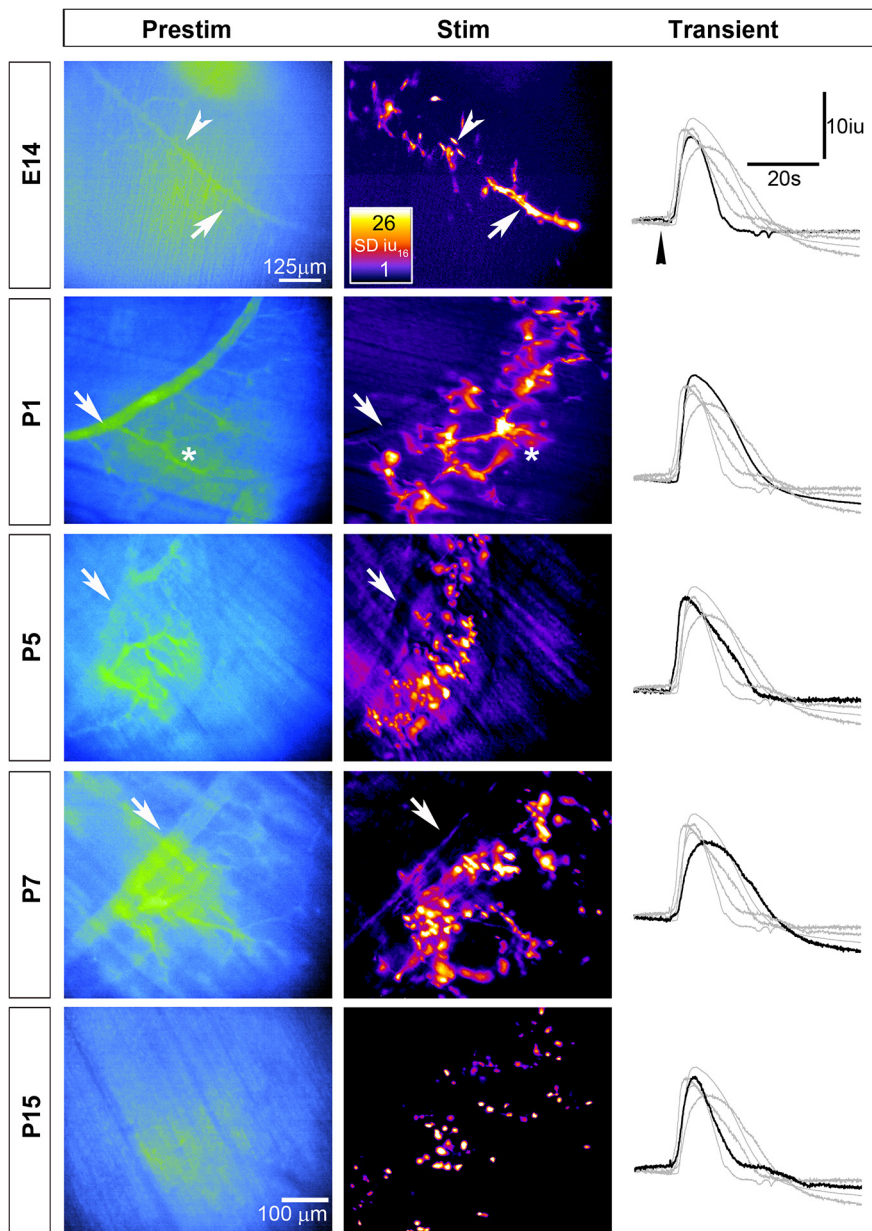 Prestim Stim Transient
E14
26
SD iu16
1
125μm
10iu
20s
P1
*
*
P5
P7
P15
100 μm